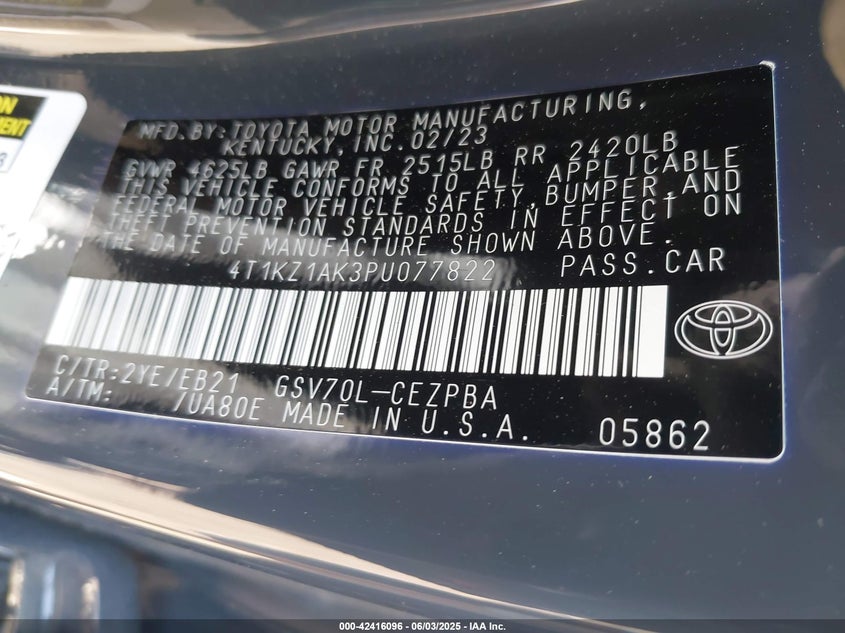 ON
EMENT
3
MFD. BY: TOYOTA MOTOR MANUFACTURING,
KENTUCKY, INC. 02/23
GVWR 4625LB GAWR FR 2515LB RR 2420LB
THIS VEHICLE CONFORMS TO ALL APPLICABLE
FEDERAL MOTOR VEHICLE SAFETY, BUMPER, AND
THEFT PREVENTION STANDARDS IN EFFECT ON
THE DATE OF MANUFACTURE SHOWN ABOVE.
4T1KZ1AK3PU077822 PASS.CAR
C/TR:2YE/EB21 GSV70L-CEZPBA
A/TM: /UA80E MADE IN U.S.A. 05862
000-42416096 | 06/03/2025 - IAA Inc.